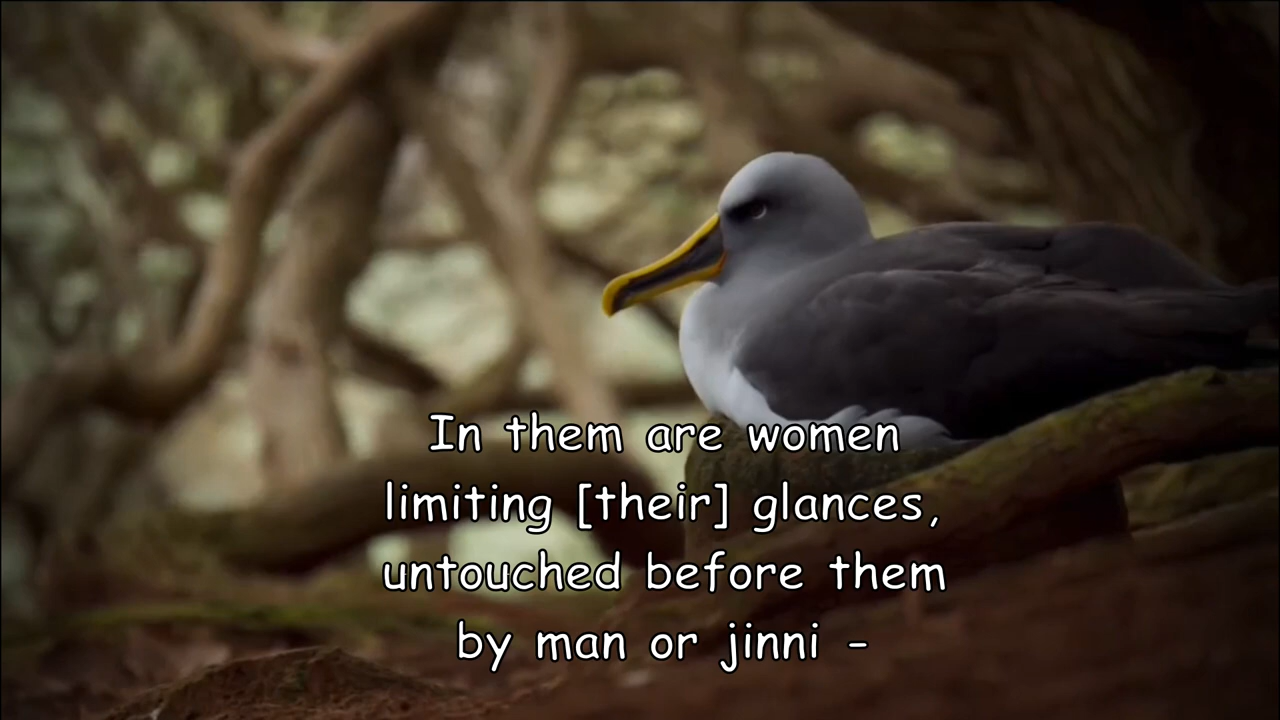 In them are women
limiting [their] glances,
untouched before them
by man or jinni -